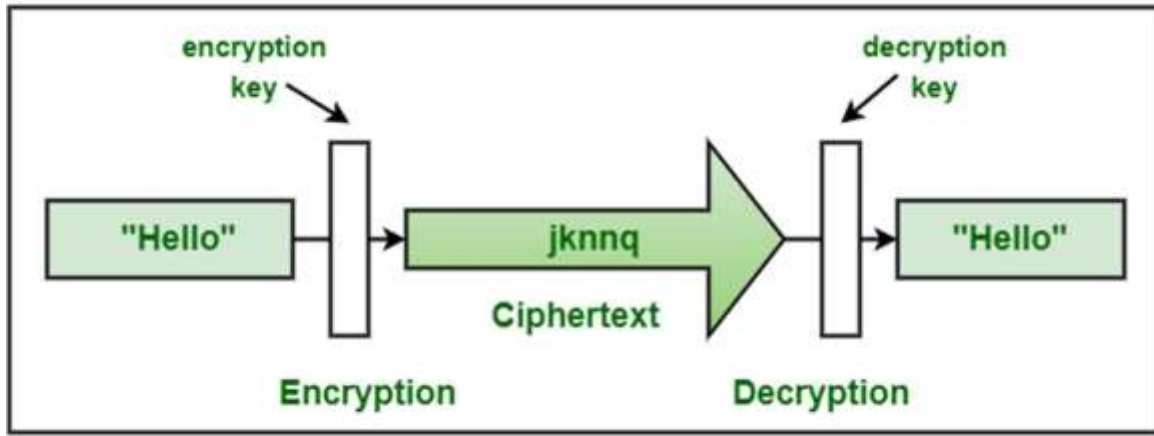 encryption
key
decryption
key
"Hello"
jknnq
"Hello"
Ciphertext
Encryption
Decryption